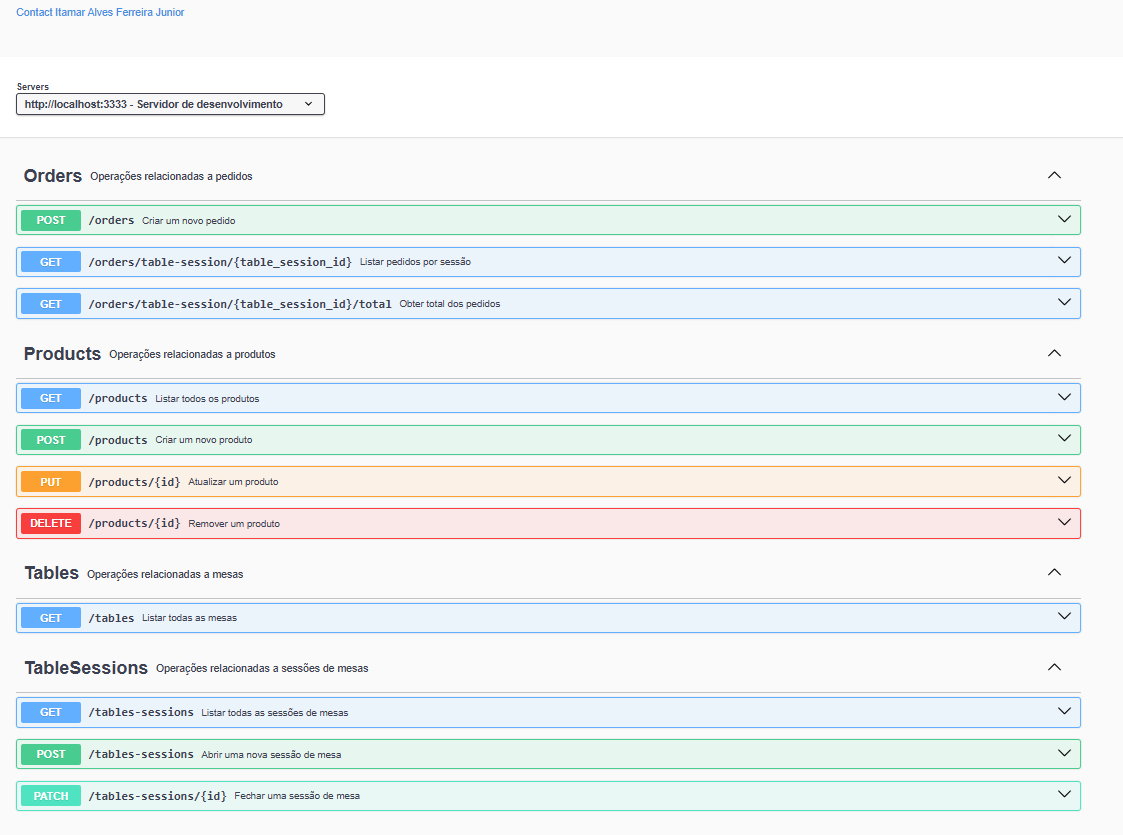 Contact Itamar Alves Ferreira Junior
Servers
http://localhost:3333 - Servidor de desenvolvimento
Orders Operações relacionadas a pedidos
POST /orders Criar um novo pedido
GET /orders/table-session/{table_session_id} Listar pedidos por sessão
GET /orders/table-session/{table_session_id}/total Obter total dos pedidos
Products Operações relacionadas a produtos
GET /products Listar todos os produtos
POST /products Criar um novo produto
PUT /products/{id} Atualizar um produto
DELETE /products/{id} Remover um produto
Tables Operações relacionadas a mesas
GET /tables Listar todas as mesas
TableSessions Operações relacionadas a sessões de mesas
GET /tables-sessions Listar todas as sessões de mesas
POST /tables-sessions Abrir uma nova sessão de mesa
PATCH /tables-sessions/{id} Fechar uma sessão de mesa